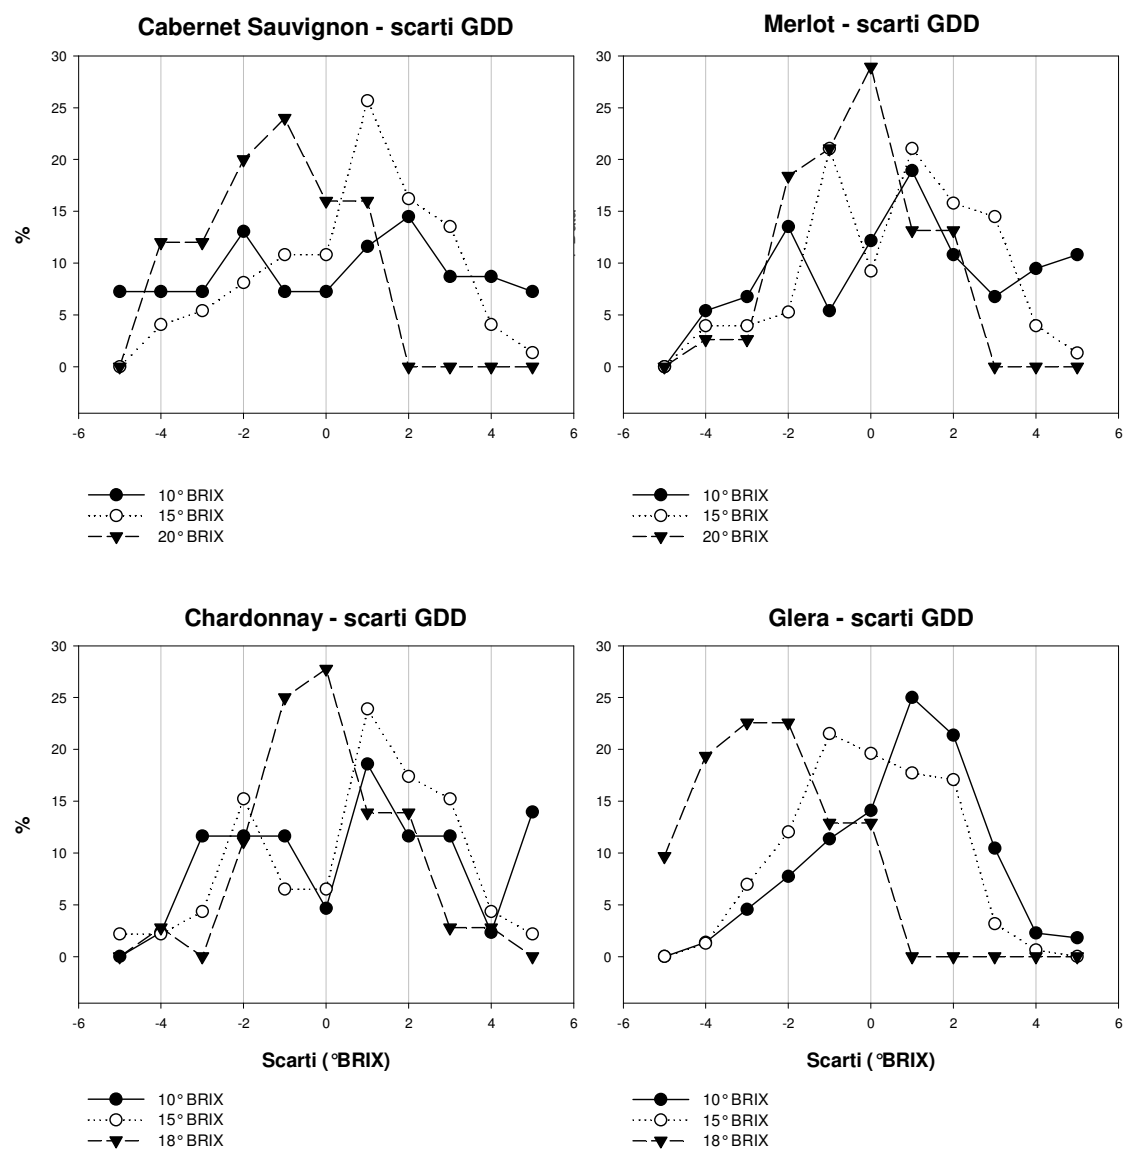 Cabernet Sauvignon - scarti GDD
%
30
25
20
15
10
5
0
-6 -4 -2 0 2 4 6
10°BRIX
15°BRIX
20°BRIX
Merlot - scarti GDD
30
25
20
15
10
5
0
-6 -4 -2 0 2 4 6
10°BRIX
15°BRIX
20°BRIX
Chardonnay - scarti GDD
%
30
25
20
15
10
5
0
-6 -4 -2 0 2 4 6
Scarti (°BRIX)
10°BRIX
15°BRIX
18°BRIX
Glera - scarti GDD
30
25
20
15
10
5
0
-6 -4 -2 0 2 4 6
Scarti (°BRIX)
10°BRIX
15°BRIX
18°BRIX